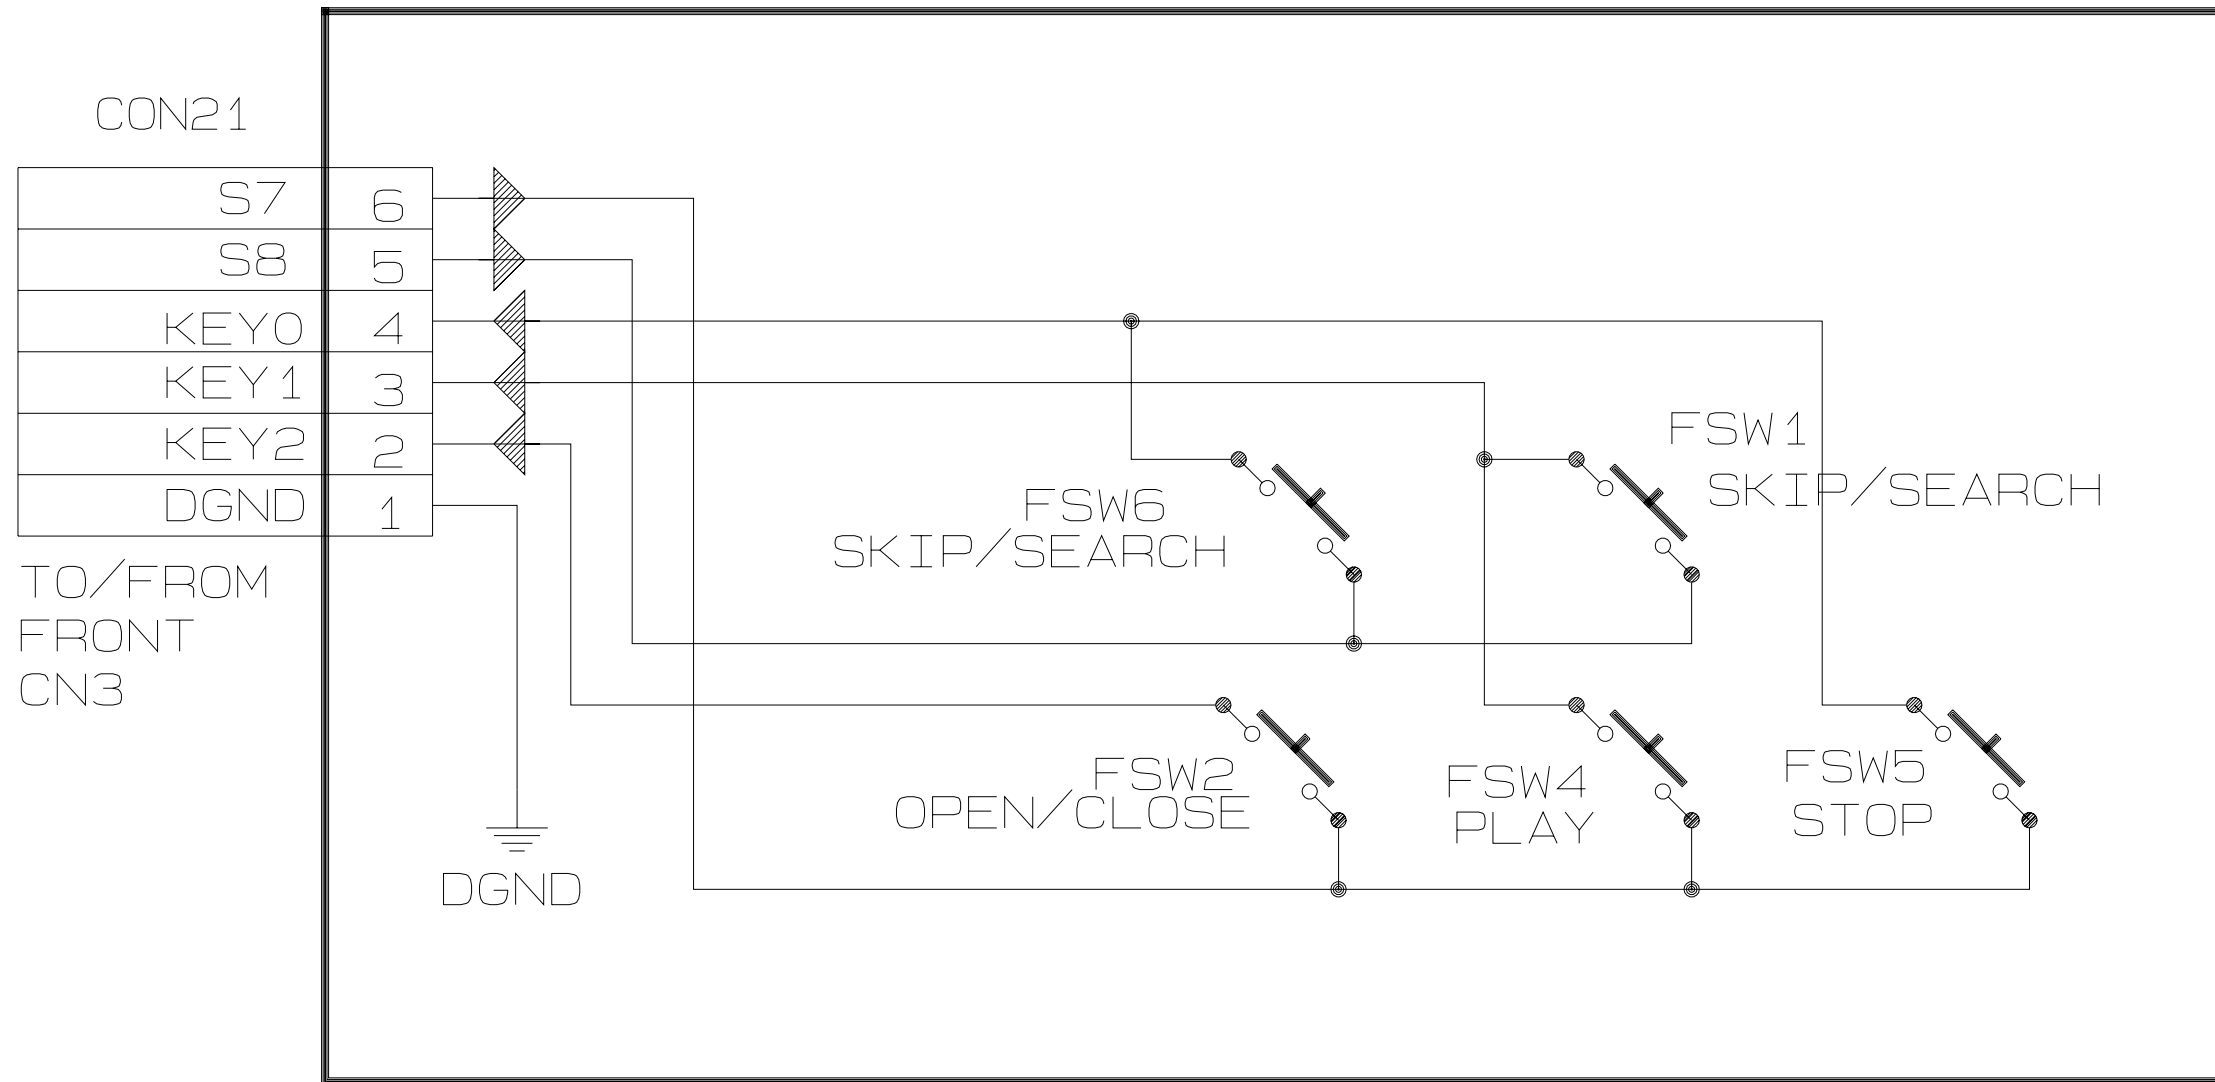 CON21
S7 6
S8 5
KEY0 4
KEY1 3
KEY2 2
DGND 1
TO/FROM
FRONT
CN3
DGND
FSW6
SKIP/SEARCH
FSW1
SKIP/SEARCH
FSW2
OPEN/CLOSE
FSW4
PLAY
FSW5
STOP